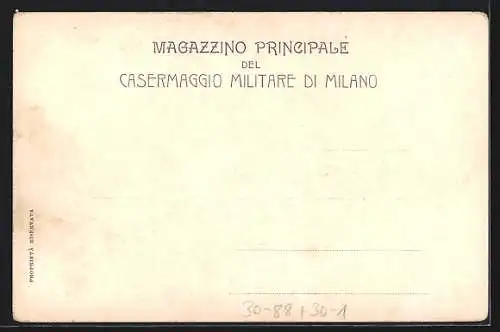 MAGAZZINO PRINCIPALE
DEL
CASERMAGGIO MILITARE DI MILANO
PROPRIETÀ RISERVATA
30-88 + 30-1